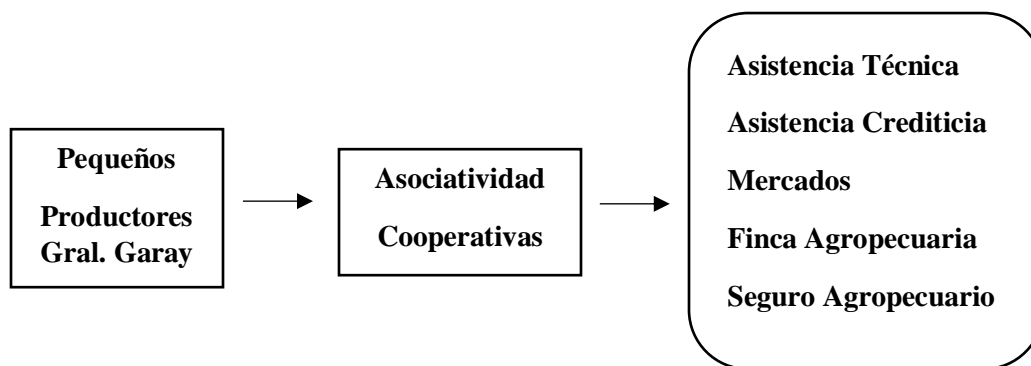 Pequeños
Productores
Gral. Garay
Asociatividad
Cooperativas
Asistencia Técnica
Asistencia Crediticia
Mercados
Finca Agropecuaria
Seguro Agropecuario